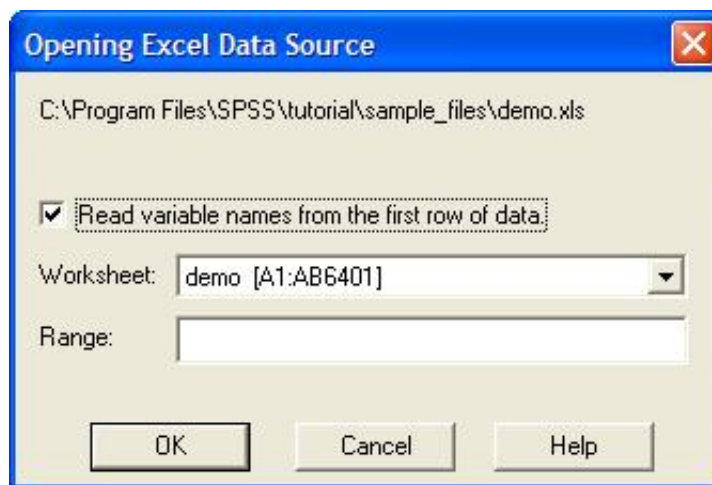 Opening Excel Data Source
C:\Program Files\SPSS\tutorial\sample_files\demo.xls
Read variable names from the first row of data.
Worksheet: demo [A1:AB6401]
Range:
OK Cancel Help